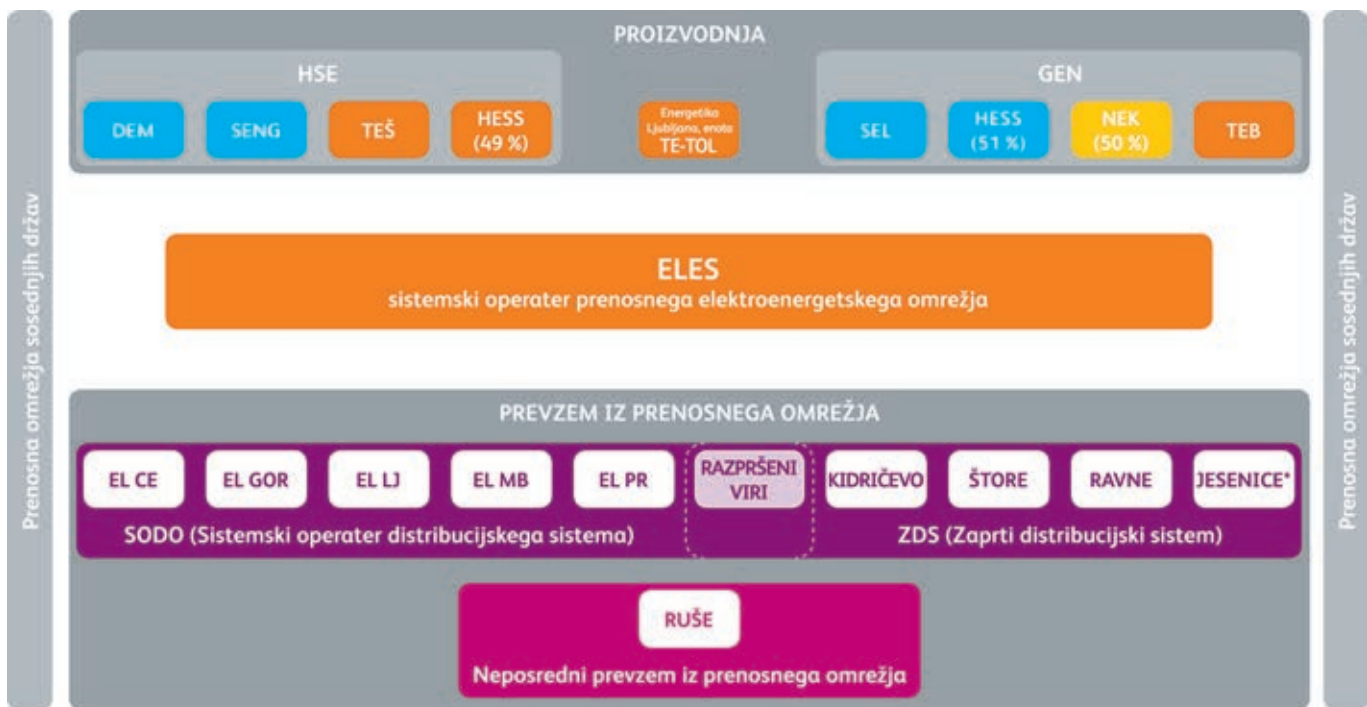 Prenosna omrežja sosednjih držav
PROIZVODNJA
HSE
DEM
SENG
TEŠ
HESS
(49 %)
Energetika
Ljubljana, enota
TE-TOL
GEN
SEL
HESS
(51 %)
NEK
(50 %)
TEB
Prenosna omrežja sosednjih držav
ELES
sistemski operater prenosnega elektroenergetskega omrežja
PREVZEM IZ PRENOSNEGA OMREŽJA
EL CE
EL GOR
EL LJ
EL MB
EL PR
RAZPRŠENI
VIRI
KIDRIČEVO
ŠTORE
RAVNE
JESENICE*
SODO (Sistemski operater distribucijskega sistema)
ZDS (Zaprti distribucijski sistem)
RUŠE
Neposredni prevzem iz prenosnega omrežja